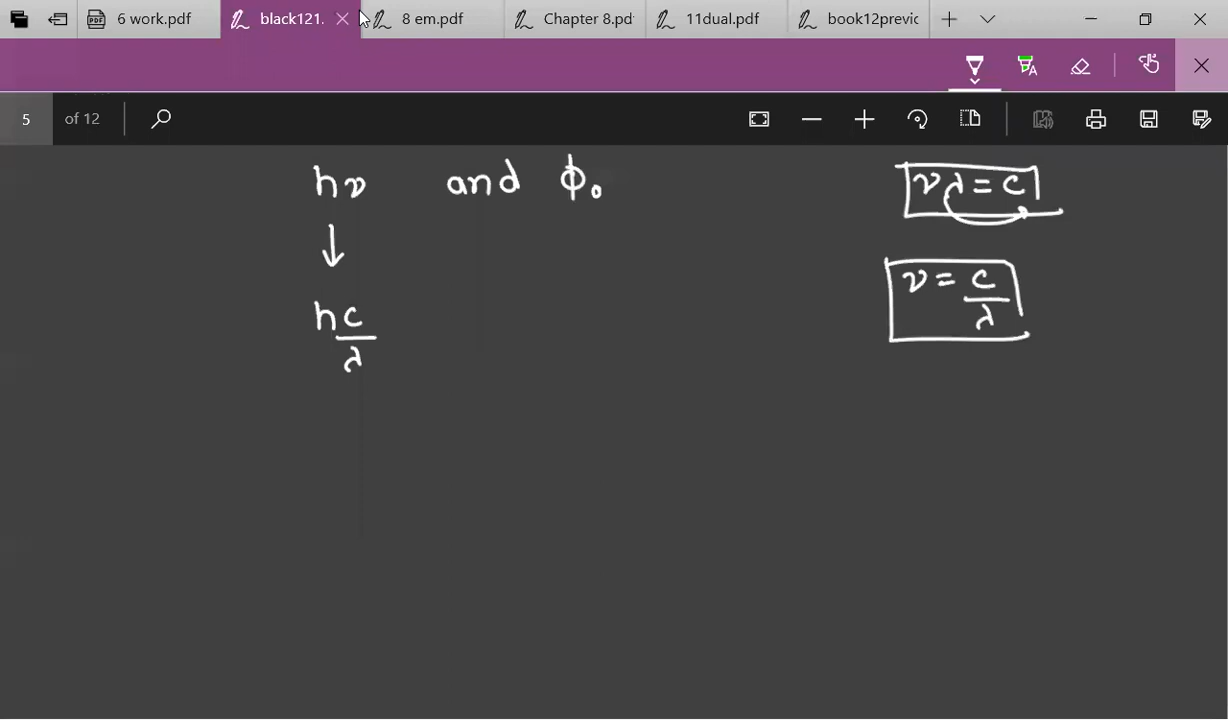 6 work.pdf black121. 8 em.pdf Chapter 8.pdf 11dual.pdf book12previc
5 of 12
hν and ϕ₀ νλ = c
↓
hc/λ ν = c/λ